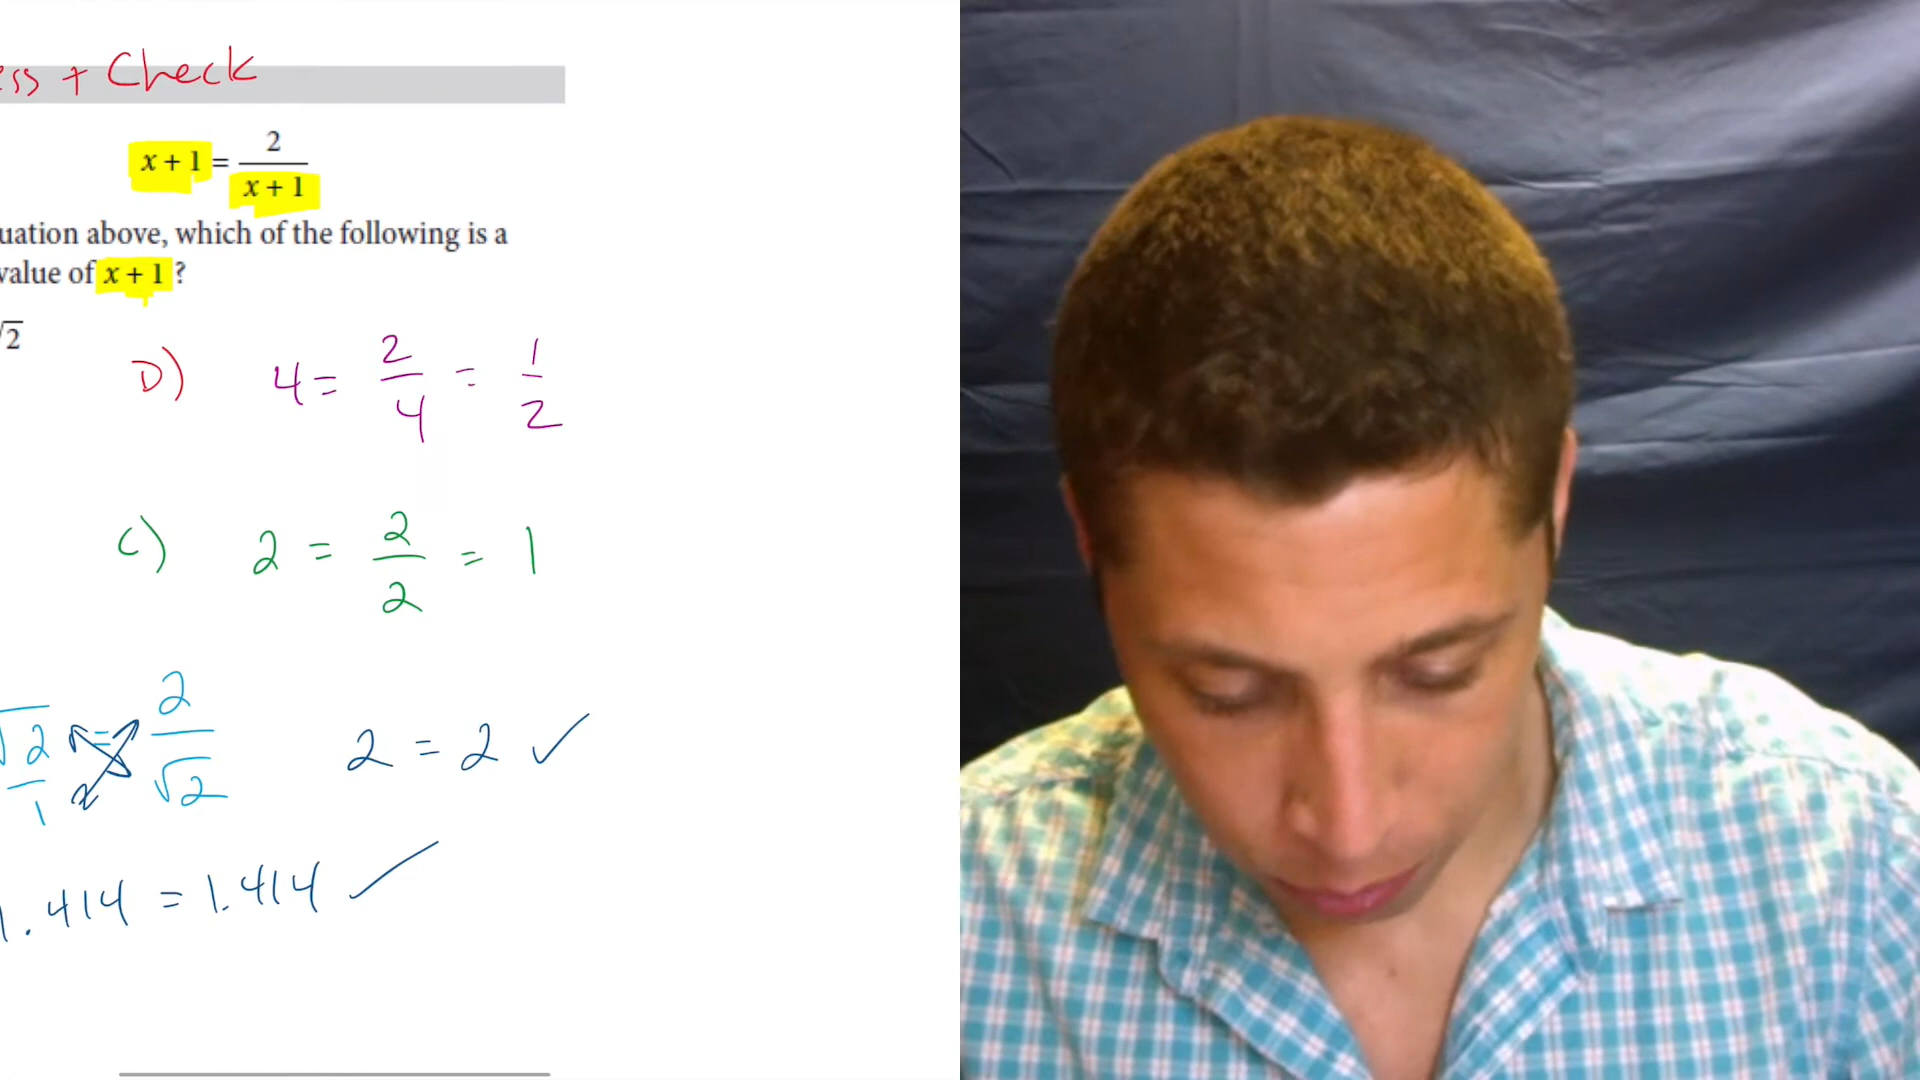 ess + Check
x + 1 = 2 / x + 1
uation above, which of the following is a
value of x + 1 ?
√2
D) 4 = 2/4 = 1/2
C) 2 = 2/2 = 1
√2/1 = 2/√2 2 = 2 ✓
1.414 = 1.414 ✓